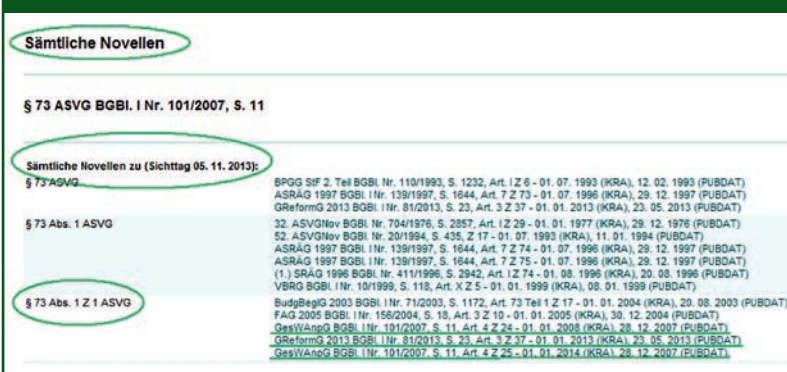 Sämtliche Novellen
§ 73 ASVG BGBl. I Nr. 101/2007, S. 11
Sämtliche Novellen zu (Sichttag 05. 11. 2013):
§ 73 ASVG
BPGG StF 2. Teil BGBl. Nr. 110/1993, S. 1232, Art. I Z 6 - 01. 07. 1993 (IKRA), 12. 02. 1993 (PUBDAT)
ASRÄG 1997 BGBl. I Nr. 139/1997, S. 1644, Art. 7 Z 73 - 01. 07. 1996 (IKRA), 29. 12. 1997 (PUBDAT)
GReformG 2013 BGBl. I Nr. 81/2013, S. 23, Art. 3 Z 37 - 01. 01. 2013 (IKRA), 23. 05. 2013 (PUBDAT)
§ 73 Abs. 1 ASVG
32. ASVGNov BGBl. Nr. 704/1976, S. 2857, Art. I Z 29 - 01. 01. 1977 (IKRA), 29. 12. 1976 (PUBDAT)
52. ASVGNov BGBl. Nr. 20/1994, S. 435, Z 17 - 01. 07. 1993 (IKRA), 11. 01. 1994 (PUBDAT)
ASRÄG 1997 BGBl. I Nr. 139/1997, S. 1644, Art. 7 Z 74 - 01. 07. 1996 (IKRA), 29. 12. 1997 (PUBDAT)
ASRÄG 1997 BGBl. I Nr. 139/1997, S. 1644, Art. 7 Z 75 - 01. 07. 1996 (IKRA), 29. 12. 1997 (PUBDAT)
(1.) SRÄG 1996 BGBl. Nr. 411/1996, S. 2942, Art. I Z 74 - 01. 08. 1996 (IKRA), 20. 08. 1996 (PUBDAT)
VBRG BGBl. I Nr. 10/1999, S. 118, Art. X Z 5 - 01. 01. 1999 (IKRA), 08. 01. 1999 (PUBDAT)
§ 73 Abs. 1 Z 1 ASVG
BudgBeglG 2003 BGBl. I Nr. 71/2003, S. 1172, Art. 73 Teil 1 Z 17 - 01. 01. 2004 (IKRA), 20. 08. 2003 (PUBDAT)
FAG 2005 BGBl. I Nr. 156/2004, S. 18, Art. 3 Z 10 - 01. 01. 2005 (IKRA), 30. 12. 2004 (PUBDAT)
GesWAnpG BGBl. I Nr. 101/2007, S. 11, Art. 4 Z 24 - 01. 01. 2008 (IKRA), 28. 12. 2007 (PUBDAT)
GReformG 2013 BGBl. I Nr. 81/2013, S. 23, Art. 3 Z 37 - 01. 01. 2013 (IKRA), 23. 05. 2013 (PUBDAT)
GesWAnpG BGBl. I Nr. 101/2007, S. 11, Art. 4 Z 25 - 01. 01. 2014 (IKRA), 28. 12. 2007 (PUBDAT),